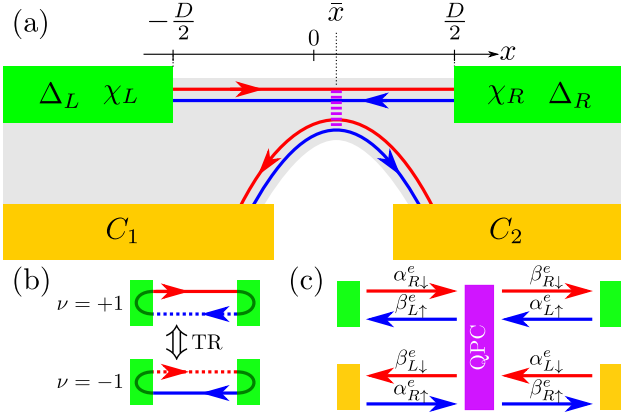 (a)
−D/2 0 x̄ D/2 x
Δ_L χ_L χ_R Δ_R
C_1 C_2
(b) (c)
ν = +1
TR
ν = −1
α^e_{R↓} β^e_{R↓}
β^e_{L↑} α^e_{L↑}
QPC
β^e_{L↓} α^e_{L↓}
α^e_{R↑} β^e_{R↑}